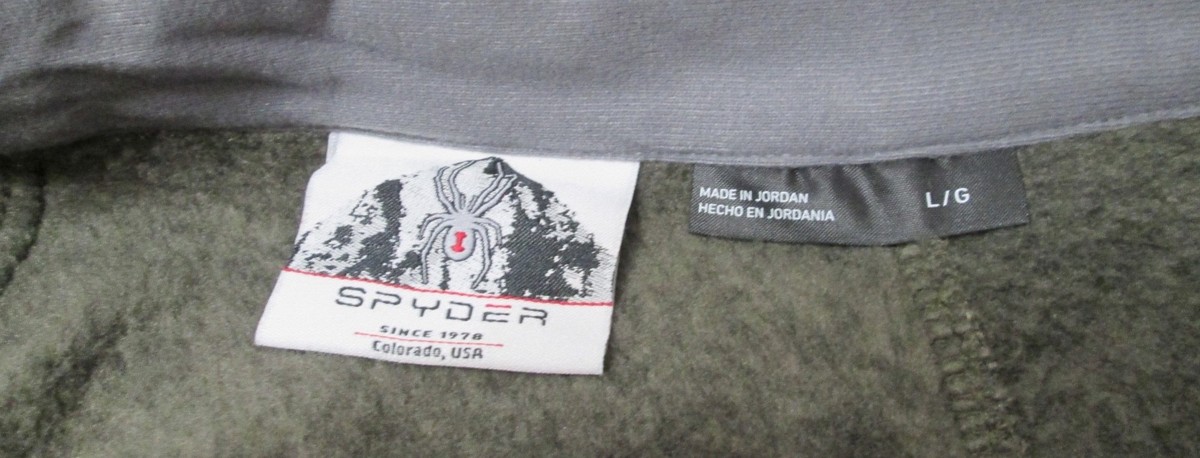 SPYDER
SINCE 1978
Colorado, USA
MADE IN JORDAN
HECHO EN JORDANIA
L/G